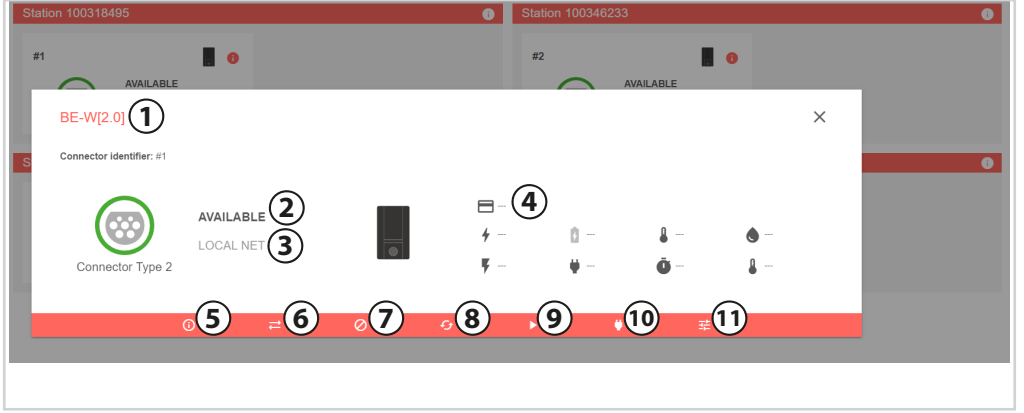 Station 100318495
Station 100346233
#1
#2
AVAILABLE
AVAILABLE
BE-W[2.0] 1
Connector identifier: #1
S
AVAILABLE 2
LOCAL NET 3
Connector Type 2
--- 4
--- --- --- ---
--- --- --- ---
5 6 7 8 9 10 11